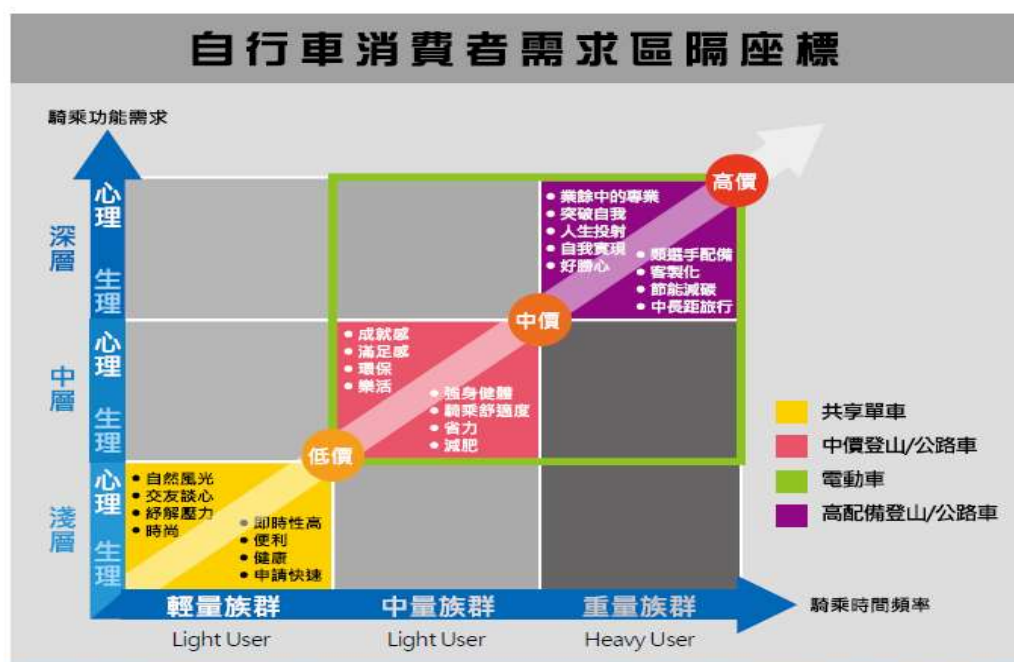 自行車消費者需求區隔座標
騎乘功能需求
深層
心理
生理
中層
心理
生理
淺層
心理
生理
高價
中價
低價
• 業餘中的專業
• 突破自我
• 人生投射
• 自我實現
• 好勝心
• 類選手配備
• 客製化
• 節能減碳
• 中長距旅行
• 成就感
• 滿足感
• 環保
• 樂活
• 強身健體
• 騎乘舒適度
• 省力
• 減肥
• 自然風光
• 交友談心
• 紓解壓力
• 時尚
• 即時性高
• 便利
• 健康
• 申請快速
共享單車
中價登山/公路車
電動車
高配備登山/公路車
輕量族群
中量族群
重量族群
騎乘時間頻率
Light User
Light User
Heavy User